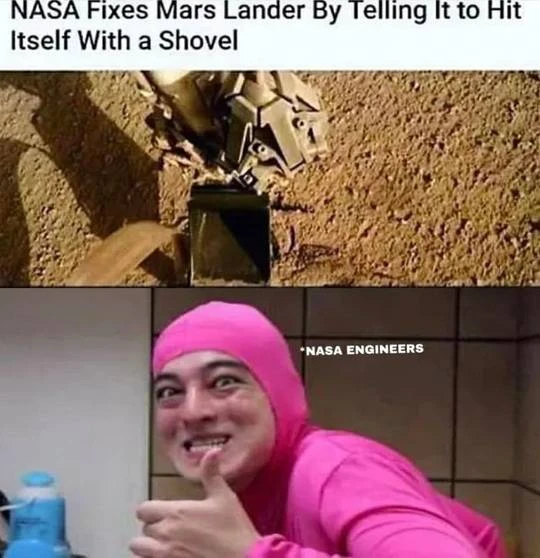 NASA Fixes Mars Lander By Telling It to Hit
Itself With a Shovel
*NASA ENGINEERS